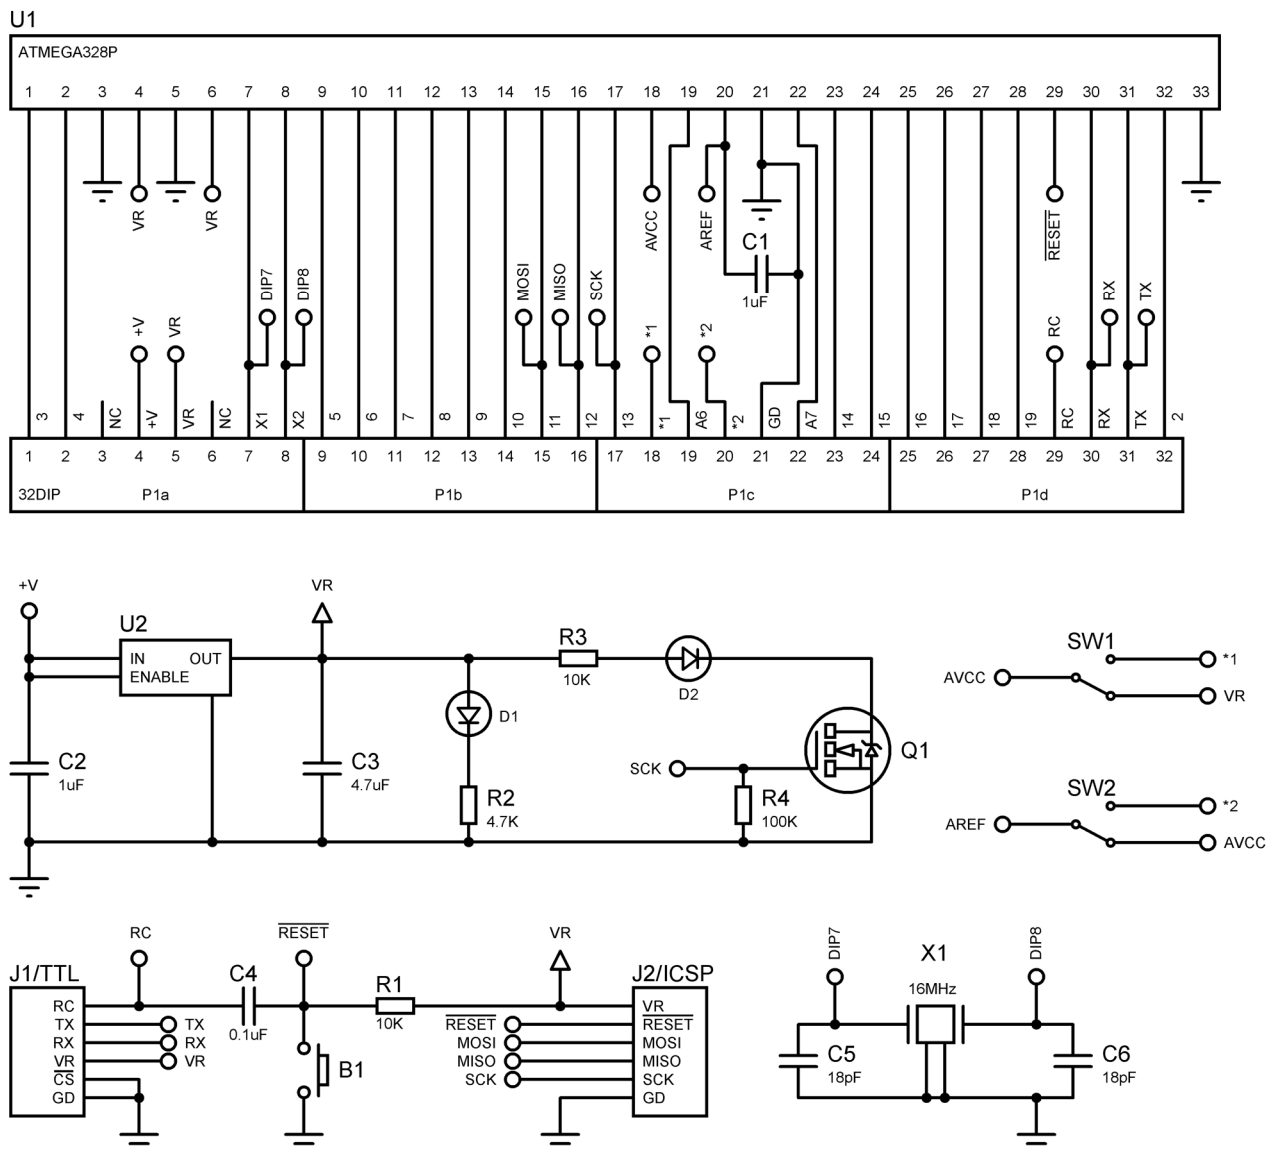 U1
ATMEGA328P
1 2 3 4 5 6 7 8 9 10 11 12 13 14 15 16 17 18 19 20 21 22 23 24 25 26 27 28 29 30 31 32 33
VR VR AVCC AREF RESET
C1
1uF
DIP7 DIP8 MOSI MISO SCK RX TX
+V VR *1 *2 RC
3 4 NC +V VR NC X1 X2 5 6 7 8 9 10 11 12 13 *1 A6 *2 GD A7 14 15 16 17 18 19 RC RX TX 2
1 2 3 4 5 6 7 8 9 10 11 12 13 14 15 16 17 18 19 20 21 22 23 24 25 26 27 28 29 30 31 32
32DIP P1a P1b P1c P1d
+V VR
U2
IN OUT
ENABLE
R3
10K
D2
D1
C2
1uF
C3
4.7uF
R2
4.7K
SCK
R4
100K
Q1
SW1
*1
AVCC
VR
SW2
*2
AREF
AVCC
RC RESET VR
J1/TTL
RC
TX TX
RX RX
VR VR
CS
GD
C4
0.1uF
R1
10K
B1
J2/ICSP
VR
RESET RESET
MOSI MOSI
MISO MISO
SCK SCK
GD
DIP7 DIP8
X1
16MHz
C5
18pF
C6
18pF